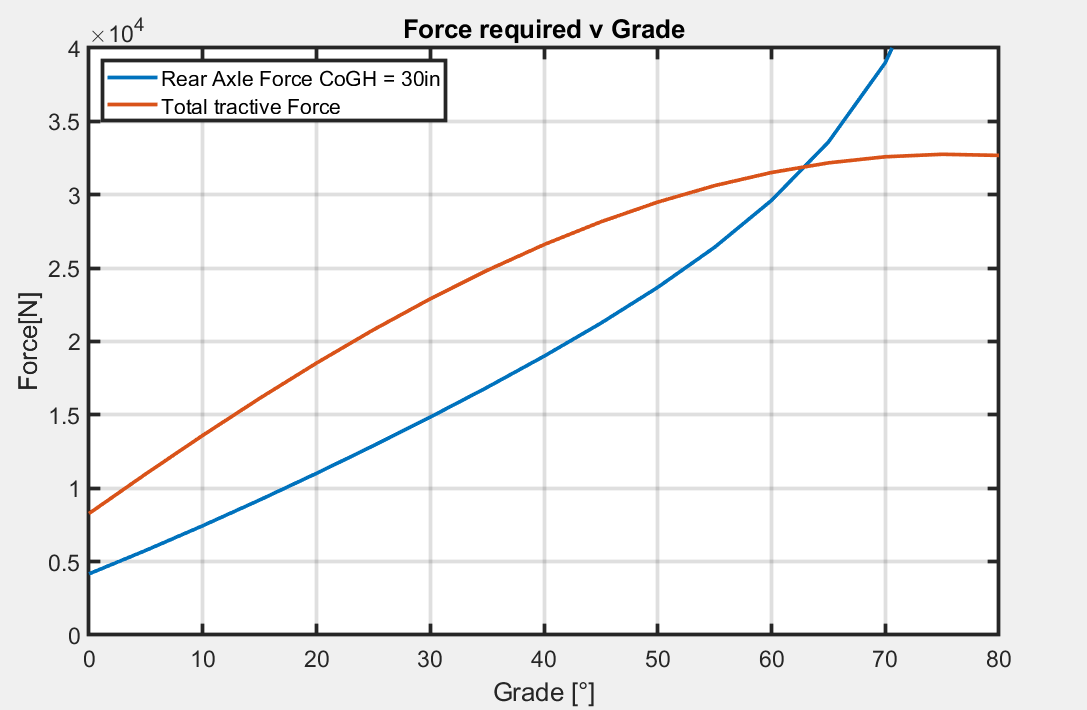 Force required v Grade
×10⁴
Rear Axle Force CoGH = 30in
Total tractive Force
4
3.5
3
2.5
2
1.5
1
0.5
0
Force[N]
0 10 20 30 40 50 60 70 80
Grade [°]